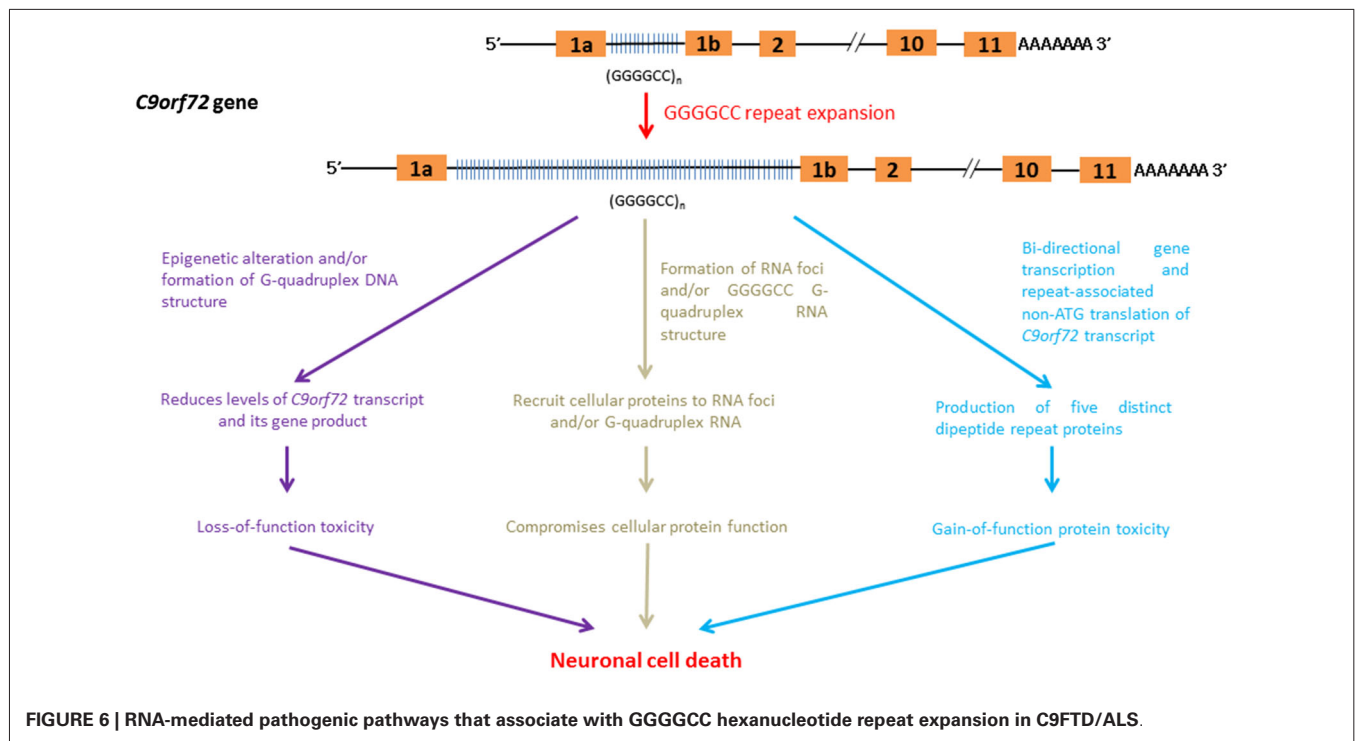 5’ 1a 1b 2 // 10 11 AAAAAAA 3’
(GGGGCC)n
C9orf72 gene
GGGGCC repeat expansion
5’ 1a 1b 2 // 10 11 AAAAAAA 3’
(GGGGCC)n
Epigenetic alteration and/or
formation of G-quadruplex DNA
structure
Formation of RNA foci
and/or GGGGCC G-
quadruplex RNA
structure
Bi-directional gene
transcription and
repeat-associated
non-ATG translation of
C9orf72 transcript
Reduces levels of C9orf72 transcript
and its gene product
Recruit cellular proteins to RNA foci
and/or G-quadruplex RNA
Production of five distinct
dipeptide repeat proteins
Loss-of-function toxicity
Compromises cellular protein function
Gain-of-function protein toxicity
Neuronal cell death
FIGURE 6 | RNA-mediated pathogenic pathways that associate with GGGGCC hexanucleotide repeat expansion in C9FTD/ALS.